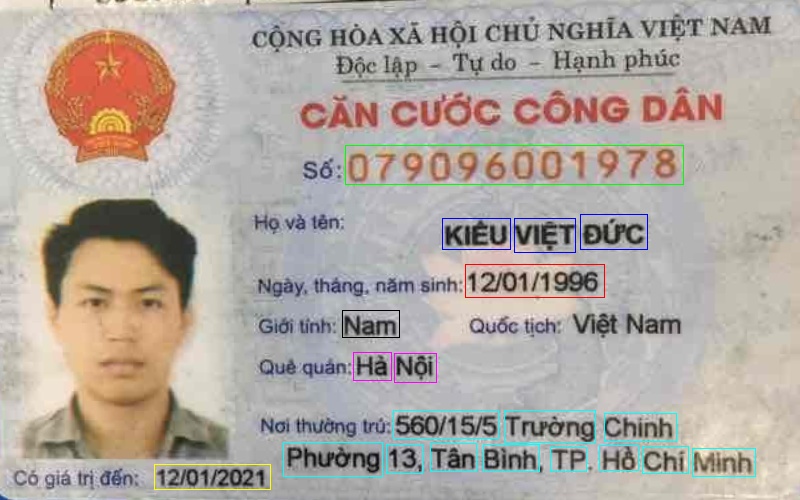 CỘNG HÒA XÃ HỘI CHỦ NGHĨA VIỆT NAM
Độc lập - Tự do - Hạnh phúc
CĂN CƯỚC CÔNG DÂN
Số: 079096001978
Họ và tên: KIỀU VIỆT ĐỨC
Ngày, tháng, năm sinh: 12/01/1996
Giới tính: Nam Quốc tịch: Việt Nam
Quê quán: Hà Nội
Nơi thường trú: 560/15/5 Trường Chinh
Phường 13, Tân Bình, TP. Hồ Chí Minh
Có giá trị đến: 12/01/2021